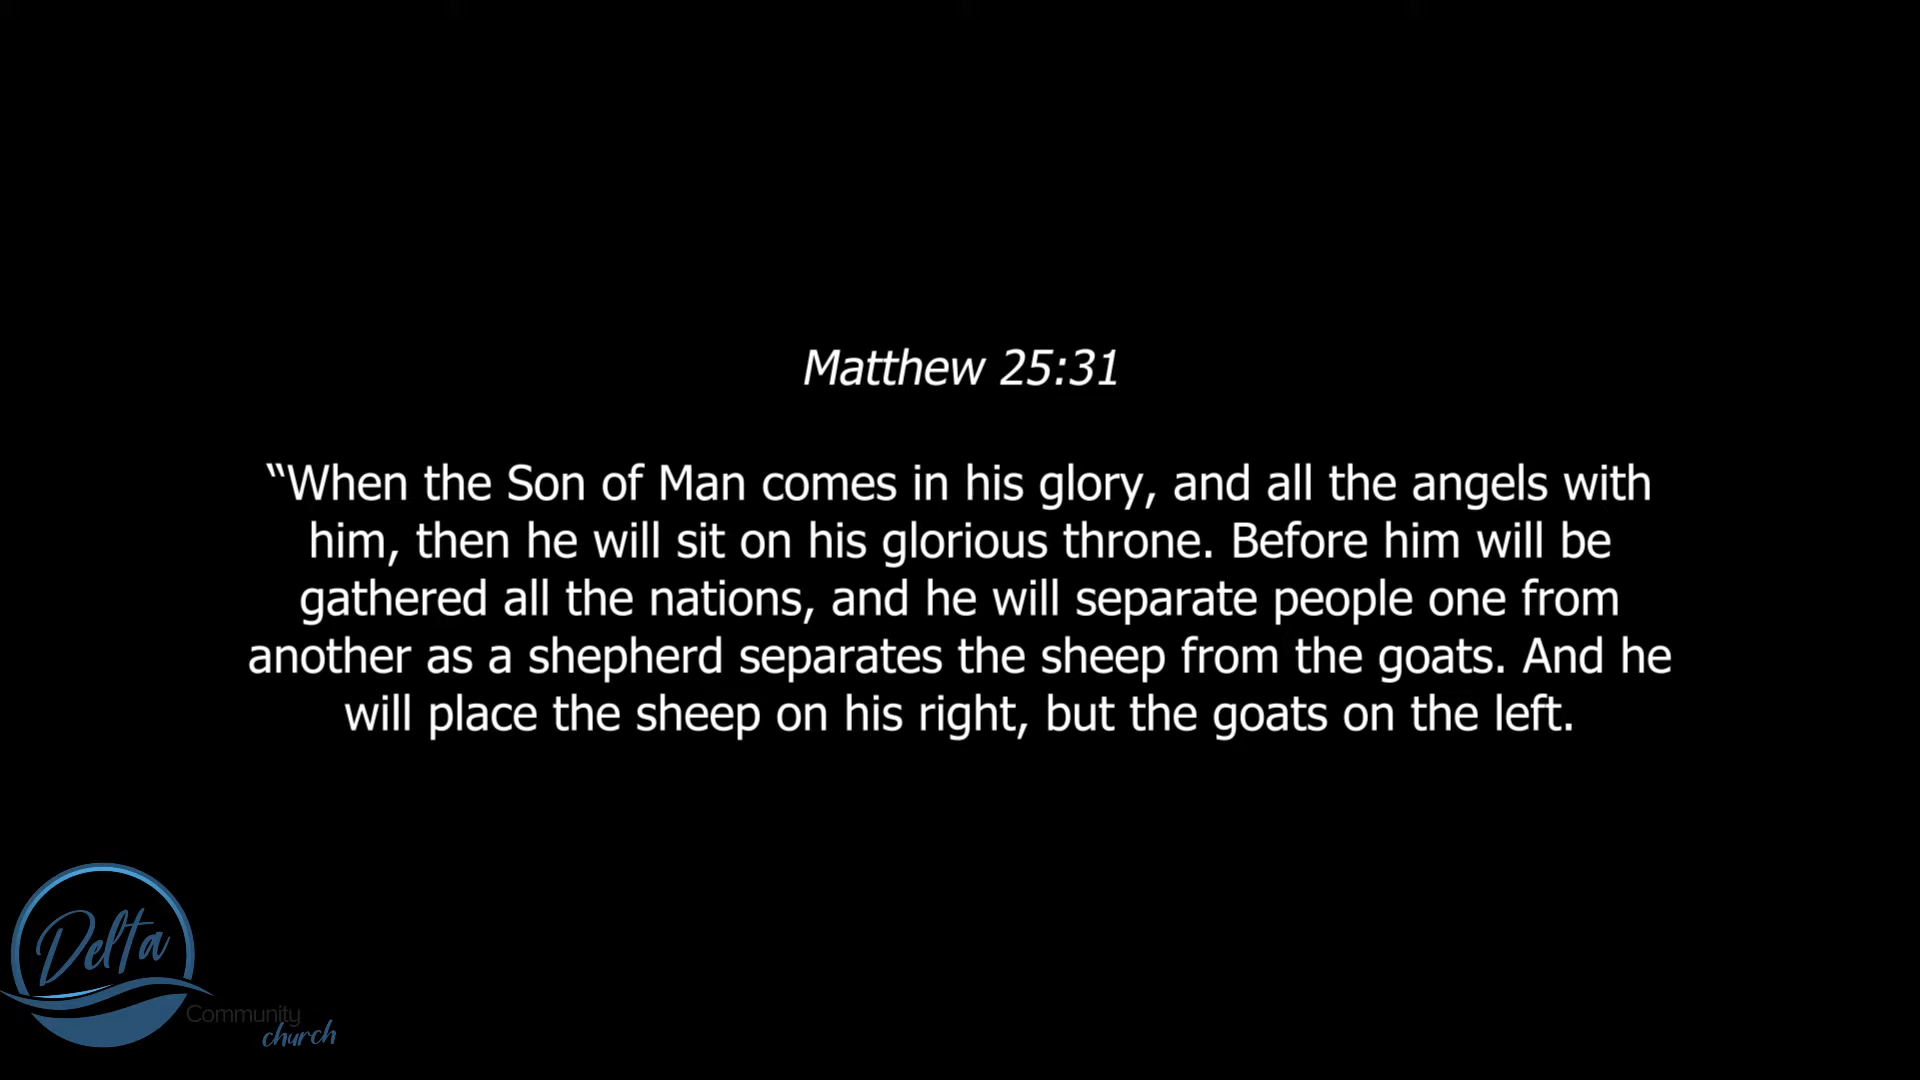 Matthew 25:31
“When the Son of Man comes in his glory, and all the angels with
him, then he will sit on his glorious throne. Before him will be
gathered all the nations, and he will separate people one from
another as a shepherd separates the sheep from the goats. And he
will place the sheep on his right, but the goats on the left.
Delta
Community
church